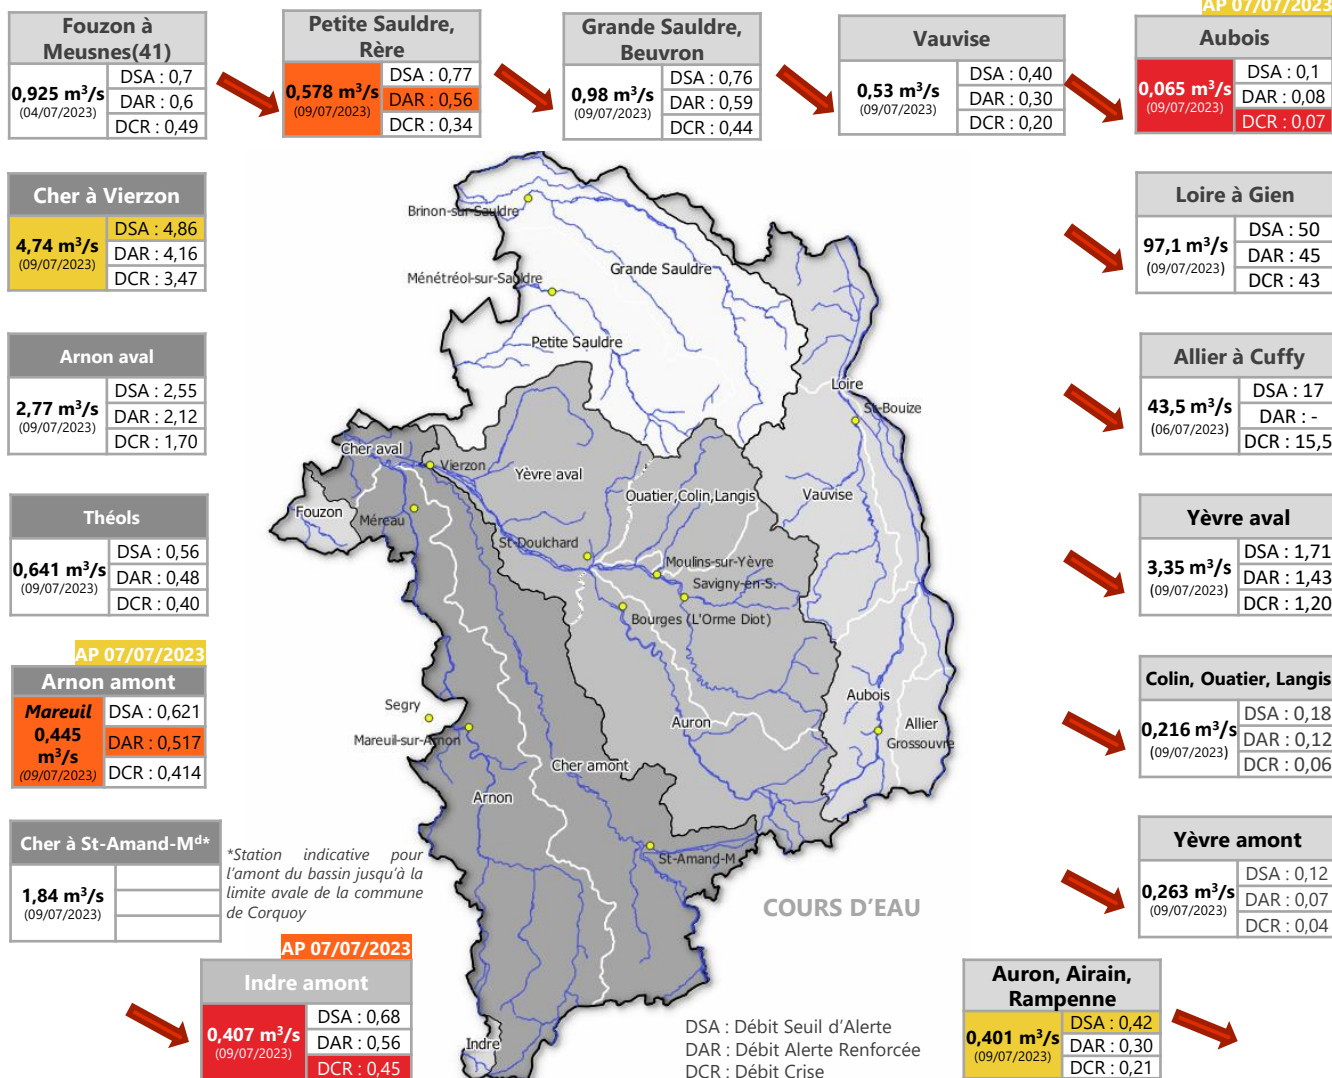 AP 07/07/2023
Fouzon à
Meusnes(41)
0,925 m³/s
(04/07/2023)
DSA : 0,7
DAR : 0,6
DCR : 0,49
Petite Sauldre,
Rère
0,578 m³/s
(09/07/2023)
DSA : 0,77
DAR : 0,56
DCR : 0,34
Grande Sauldre,
Beuvron
0,98 m³/s
(09/07/2023)
DSA : 0,76
DAR : 0,59
DCR : 0,44
Vauvise
0,53 m³/s
(09/07/2023)
DSA : 0,40
DAR : 0,30
DCR : 0,20
Aubois
0,065 m³/s
(09/07/2023)
DSA : 0,1
DAR : 0,08
DCR : 0,07
Cher à Vierzon
4,74 m³/s
(09/07/2023)
DSA : 4,86
DAR : 4,16
DCR : 3,47
Arnon aval
2,77 m³/s
(09/07/2023)
DSA : 2,55
DAR : 2,12
DCR : 1,70
Théols
0,641 m³/s
(09/07/2023)
DSA : 0,56
DAR : 0,48
DCR : 0,40
AP 07/07/2023
Arnon amont
Mareuil
0,445
m³/s
(09/07/2023)
DSA : 0,621
DAR : 0,517
DCR : 0,414
Cher à St-Amand-Mᵈ*
1,84 m³/s
(09/07/2023)
*Station indicative pour
l'amont du bassin jusqu'à la
limite avale de la commune
de Corquoy
AP 07/07/2023
Indre amont
0,407 m³/s
(09/07/2023)
DSA : 0,68
DAR : 0,56
DCR : 0,45
Brinon-sur-Sauldre
Grande Sauldre
Ménétréol-sur-Sauldre
Petite Sauldre
Loire
St-Bouize
Cher aval
Vierzon
Yèvre aval
Ouatier,Colin,Langis
Vauvise
Fouzon
Méreau
St-Doulchard
Moulins-sur-Yèvre
Savigny-en-S.
Bourges (L'Orme Diot)
Segry
Mareuil-sur-Arnon
Auron
Aubois
Allier
Grossouvre
Cher amont
Arnon
St-Amand-M
Indre
COURS D'EAU
DSA : Débit Seuil d'Alerte
DAR : Débit Alerte Renforcée
DCR : Débit Crise
Loire à Gien
97,1 m³/s
(09/07/2023)
DSA : 50
DAR : 45
DCR : 43
Allier à Cuffy
43,5 m³/s
(06/07/2023)
DSA : 17
DAR : -
DCR : 15,5
Yèvre aval
3,35 m³/s
(09/07/2023)
DSA : 1,71
DAR : 1,43
DCR : 1,20
Colin, Ouatier, Langis
0,216 m³/s
(09/07/2023)
DSA : 0,18
DAR : 0,12
DCR : 0,06
Yèvre amont
0,263 m³/s
(09/07/2023)
DSA : 0,12
DAR : 0,07
DCR : 0,04
Auron, Airain,
Rampenne
0,401 m³/s
(09/07/2023)
DSA : 0,42
DAR : 0,30
DCR : 0,21